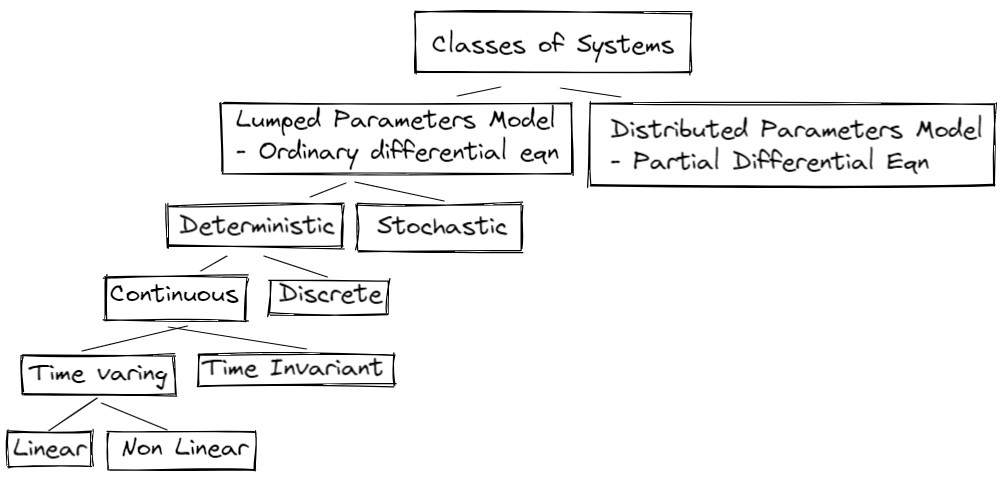 Classes of Systems
Lumped Parameters Model
- Ordinary differential eqn
Distributed Parameters Model
- Partial Differential Eqn
Deterministic
Stochastic
Continuous
Discrete
Time varing
Time Invariant
Linear
Non Linear